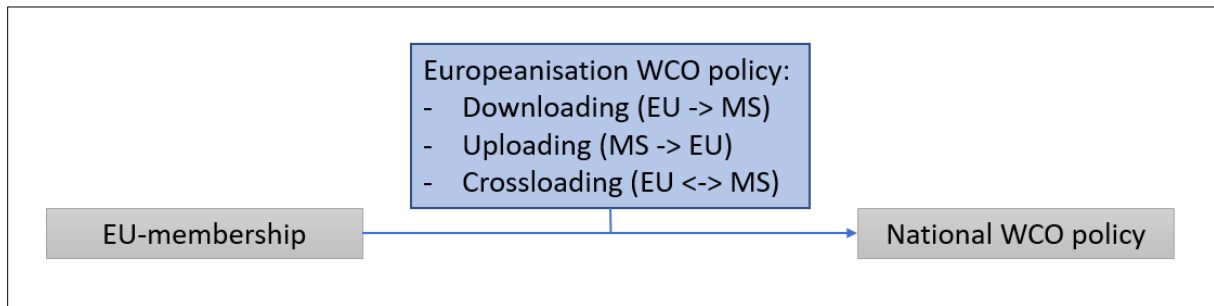 Europeanisation WCO policy:
- Downloading (EU -> MS)
- Uploading (MS -> EU)
- Crossloading (EU <-> MS)
EU-membership
National WCO policy